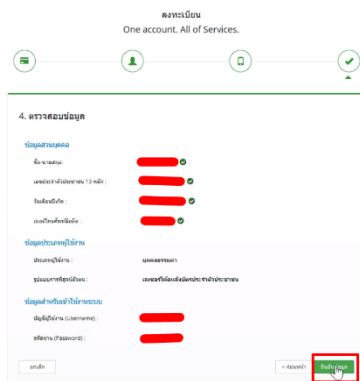 ลงทะเบียน
One account. All of Services.
4. ตรวจสอบข้อมูล
ข้อมูลส่วนบุคคล
ชื่อ-นามสกุล:
เลขประจำตัวประชาชน 13 หลัก :
วันเดือนปีเกิด :
เบอร์โทรศัพท์มือถือ :
ข้อมูลประเภทผู้ใช้งาน
ประเภทผู้ใช้งาน : บุคคลธรรมดา
รูปแบบการพิสูจน์ตัวตน : เลเซอร์โค้ดหลังบัตรประจำตัวประชาชน
ข้อมูลสำหรับเข้าใช้งานระบบ
บัญชีผู้ใช้งาน (Username) :
รหัสผ่าน (Password) :
ยกเลิก < ก่อนหน้า ยืนยันข้อมูล